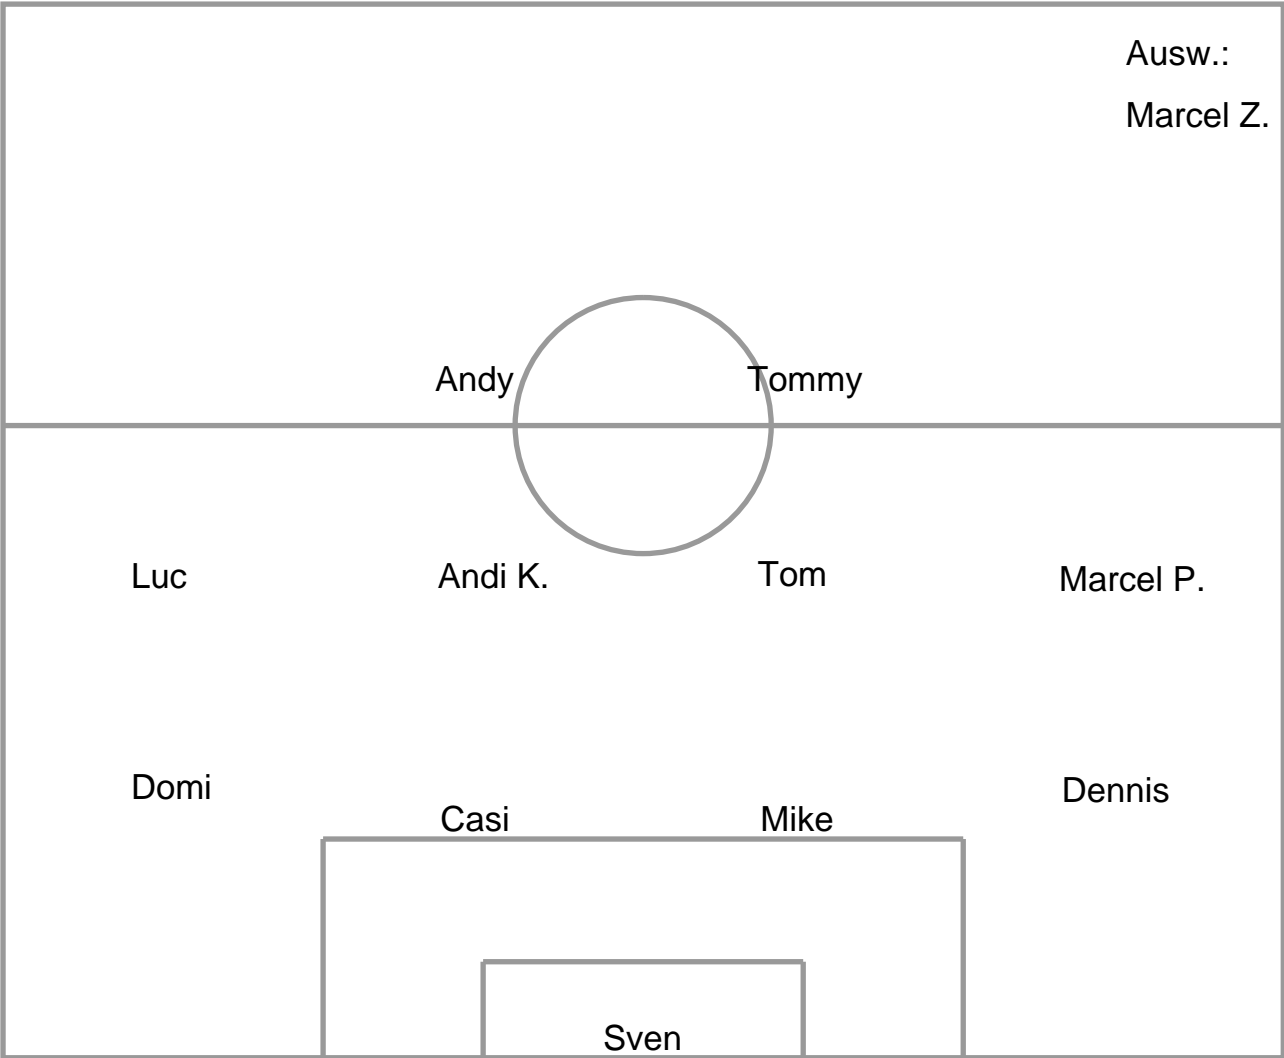 Ausw.:
Marcel Z.
Andy Tommy
Luc Andi K. Tom Marcel P.
Domi Dennis
Casi Mike
Sven